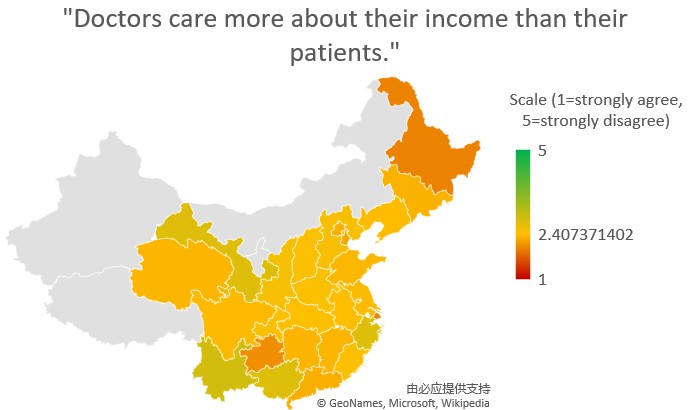 "Doctors care more about their income than their
patients."
Scale (1=strongly agree,
5=strongly disagree)
5
2.407371402
1
由必应提供支持
© GeoNames, Microsoft, Wikipedia